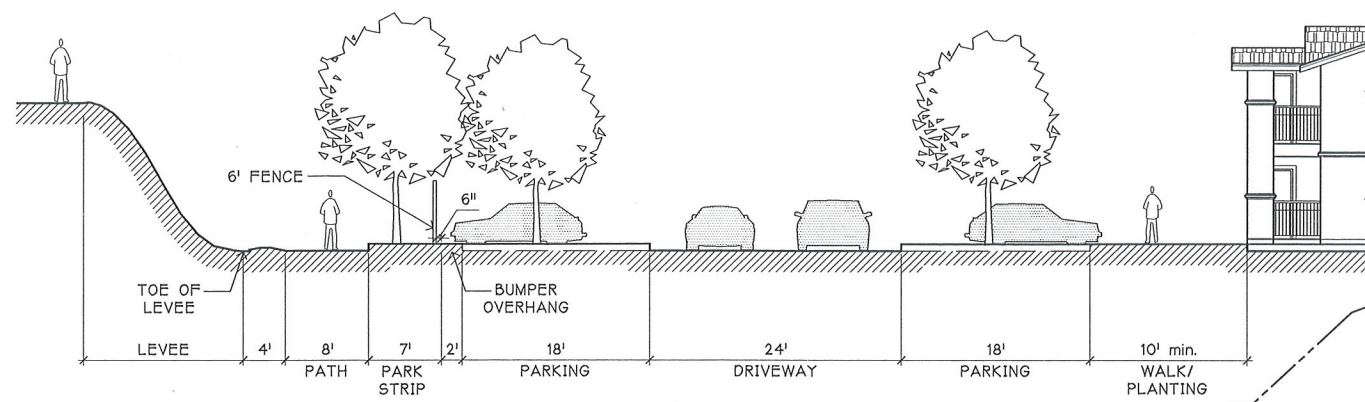 6' FENCE
6"
TOE OF
LEVEE
BUMPER
OVERHANG
LEVEE
4'
8'
PATH
7'
PARK
STRIP
2'
18'
PARKING
24'
DRIVEWAY
18'
PARKING
10' min.
WALK/
PLANTING